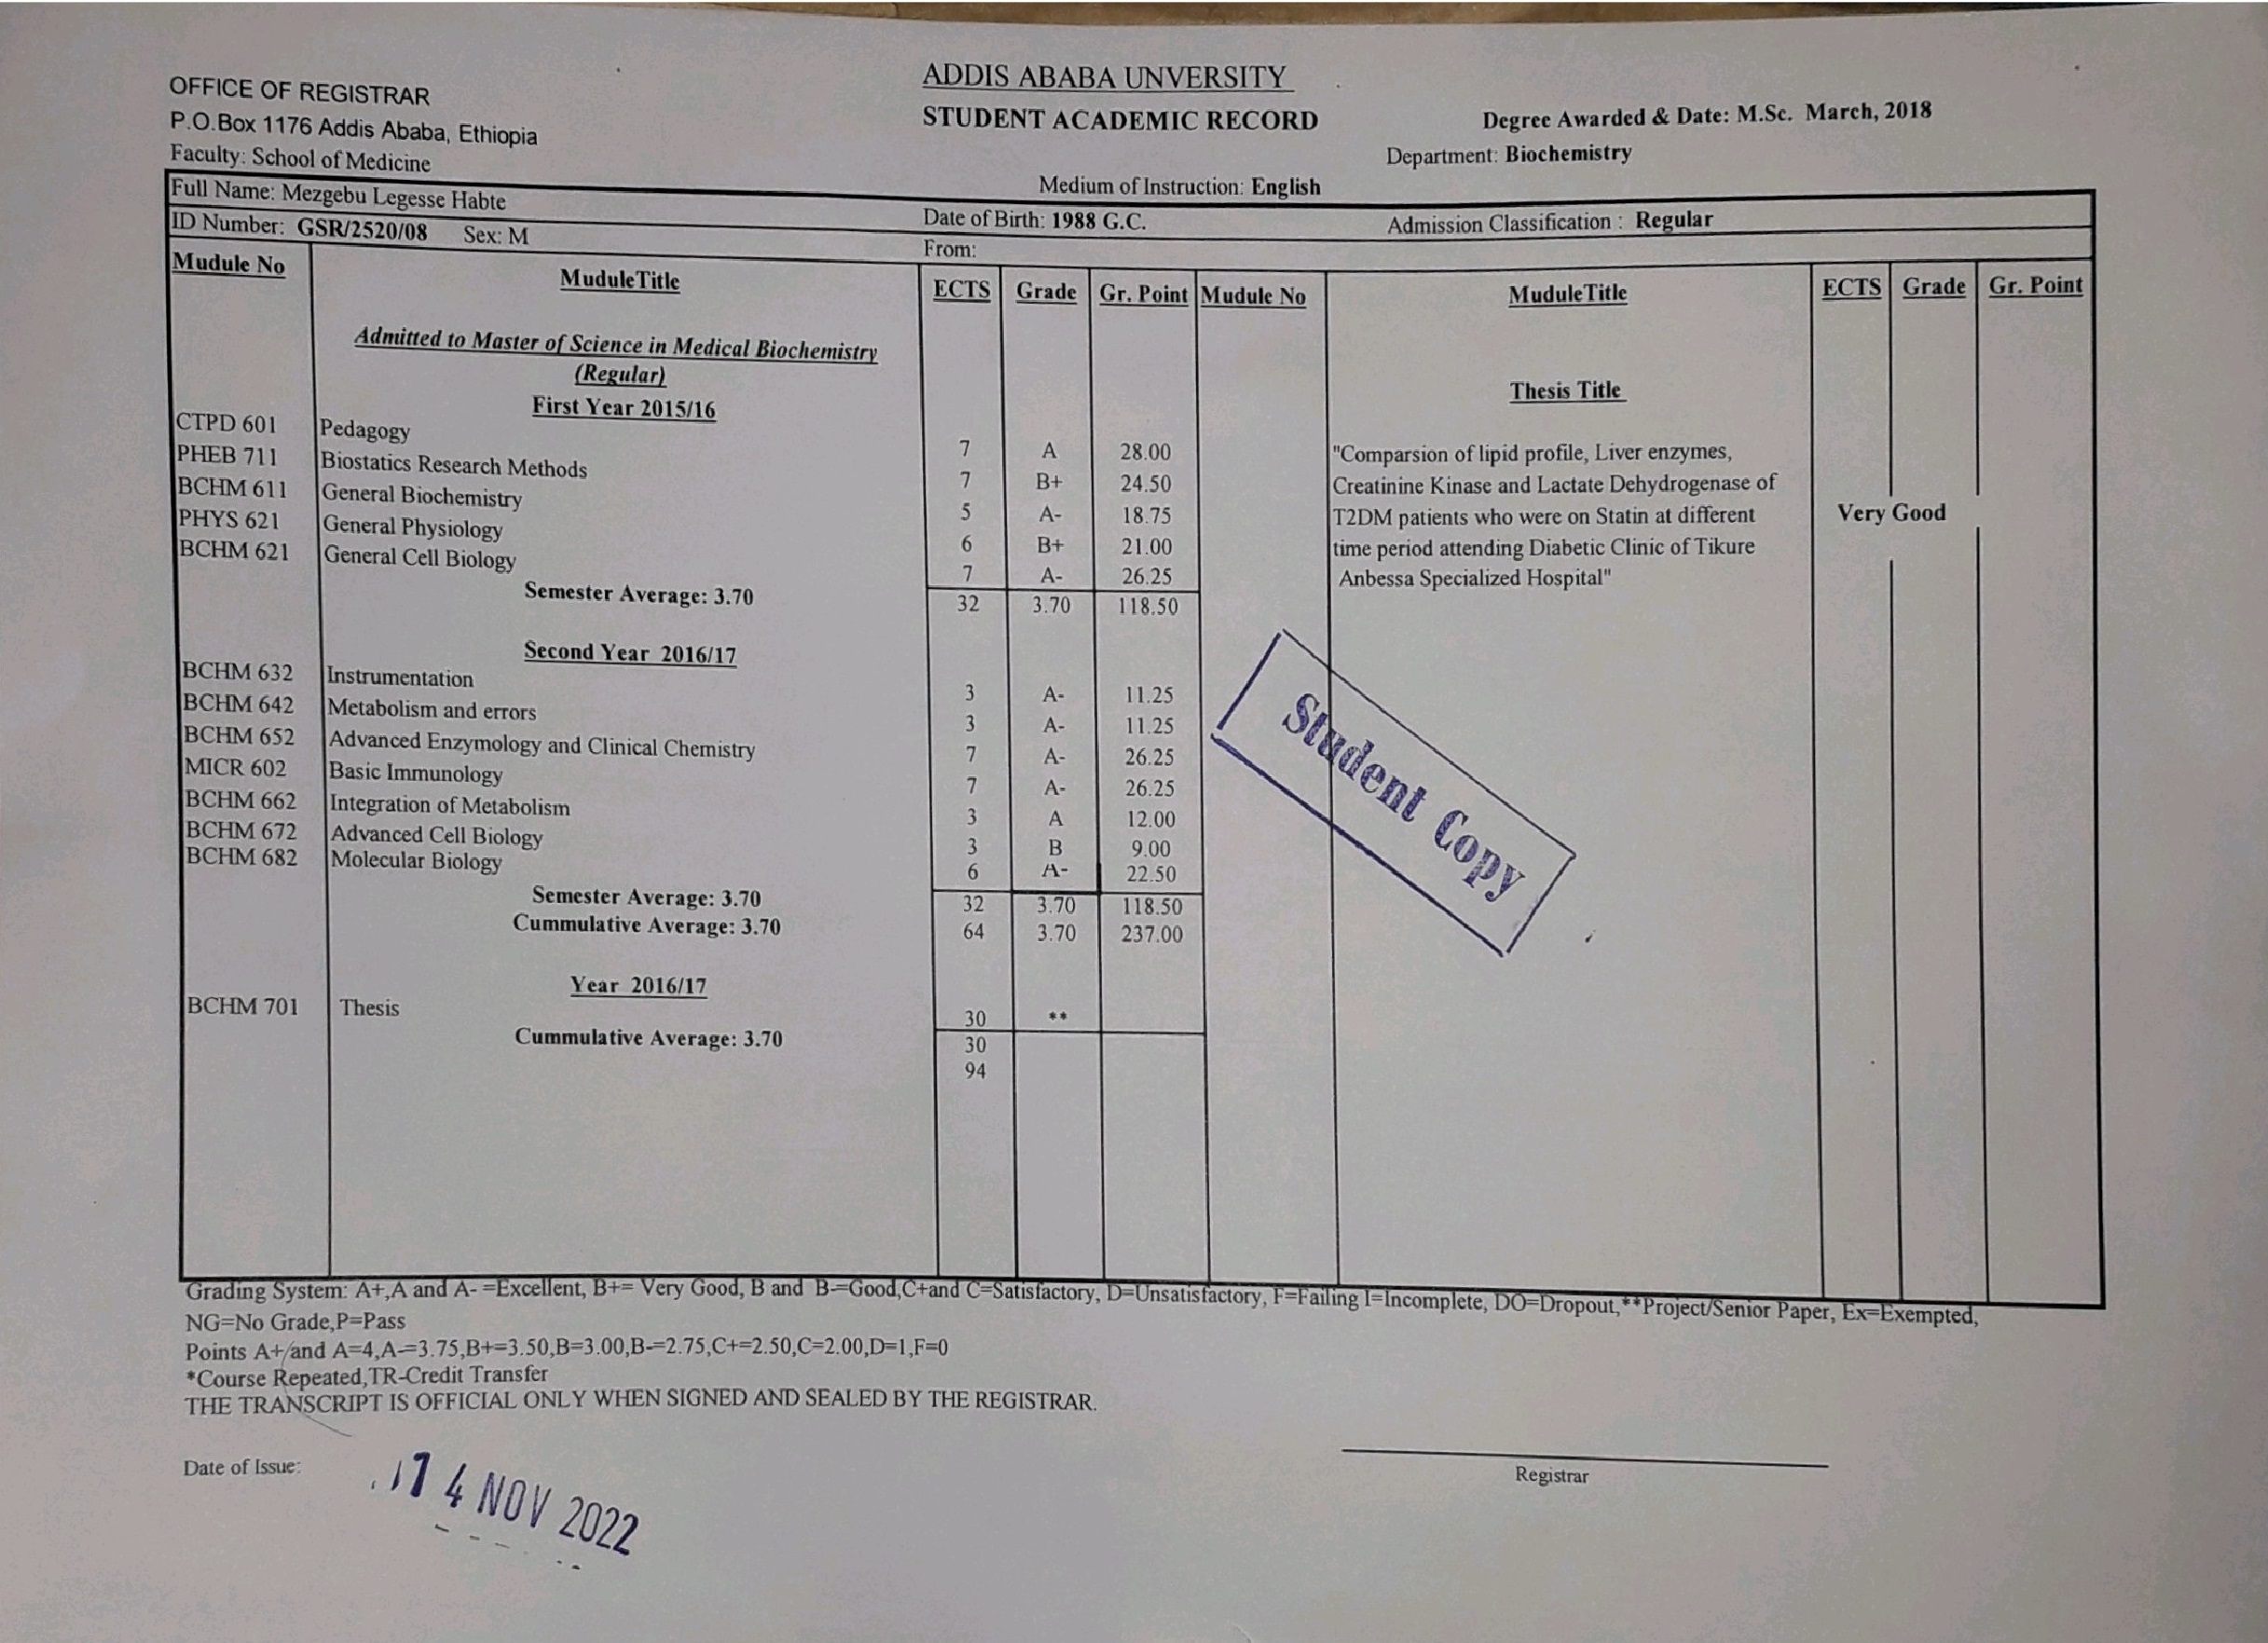 ADDIS ABABA UNVERSITY
OFFICE OF REGISTRAR
STUDENT ACADEMIC RECORD
Degree Awarded & Date: M.Sc. March, 2018
P.O.Box 1176 Addis Ababa, Ethiopia
Department: Biochemistry
Faculty: School of Medicine
Medium of Instruction: English
Full Name: Mezgebu Legesse Habte
Date of Birth: 1988 G.C.
Admission Classification : Regular
ID Number: GSR/2520/08 Sex: M
From:
Mudule No MuduleTitle ECTS Grade Gr. Point Mudule No MuduleTitle ECTS Grade Gr. Point
Admitted to Master of Science in Medical Biochemistry
(Regular)
First Year 2015/16
CTPD 601 Pedagogy 7 A 28.00
PHEB 711 Biostatics Research Methods 7 B+ 24.50
BCHM 611 General Biochemistry 5 A- 18.75
PHYS 621 General Physiology 6 B+ 21.00
BCHM 621 General Cell Biology 7 A- 26.25
Semester Average: 3.70 32 3.70 118.50
Second Year 2016/17
BCHM 632 Instrumentation 3 A- 11.25
BCHM 642 Metabolism and errors 3 A- 11.25
BCHM 652 Advanced Enzymology and Clinical Chemistry 7 A- 26.25
MICR 602 Basic Immunology 7 A- 26.25
BCHM 662 Integration of Metabolism 3 A 12.00
BCHM 672 Advanced Cell Biology 3 B 9.00
BCHM 682 Molecular Biology 6 A- 22.50
Semester Average: 3.70 32 3.70 118.50
Cummulative Average: 3.70 64 3.70 237.00
Year 2016/17
BCHM 701 Thesis 30 **
Cummulative Average: 3.70 30
94
Thesis Title
"Comparsion of lipid profile, Liver enzymes,
Creatinine Kinase and Lactate Dehydrogenase of
T2DM patients who were on Statin at different
time period attending Diabetic Clinic of Tikure
Anbessa Specialized Hospital"
Very Good
Student Copy
Grading System: A+,A and A- =Excellent, B+= Very Good, B and B-=Good,C+and C=Satisfactory, D=Unsatisfactory, F=Failing I=Incomplete, DO=Dropout,**Project/Senior Paper, Ex=Exempted,
NG=No Grade,P=Pass
Points A+/and A=4,A-=3.75,B+=3.50,B=3.00,B-=2.75,C+=2.50,C=2.00,D=1,F=0
*Course Repeated,TR-Credit Transfer
THE TRANSCRIPT IS OFFICIAL ONLY WHEN SIGNED AND SEALED BY THE REGISTRAR.
Date of Issue:
NOV 2022
Registrar